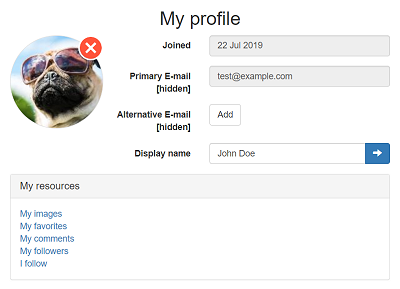 My profile
Joined
22 Jul 2019
Primary E-mail
[hidden]
test@example.com
Alternative E-mail
[hidden]
Add
Display name
John Doe
My resources
My images
My favorites
My comments
My followers
I follow